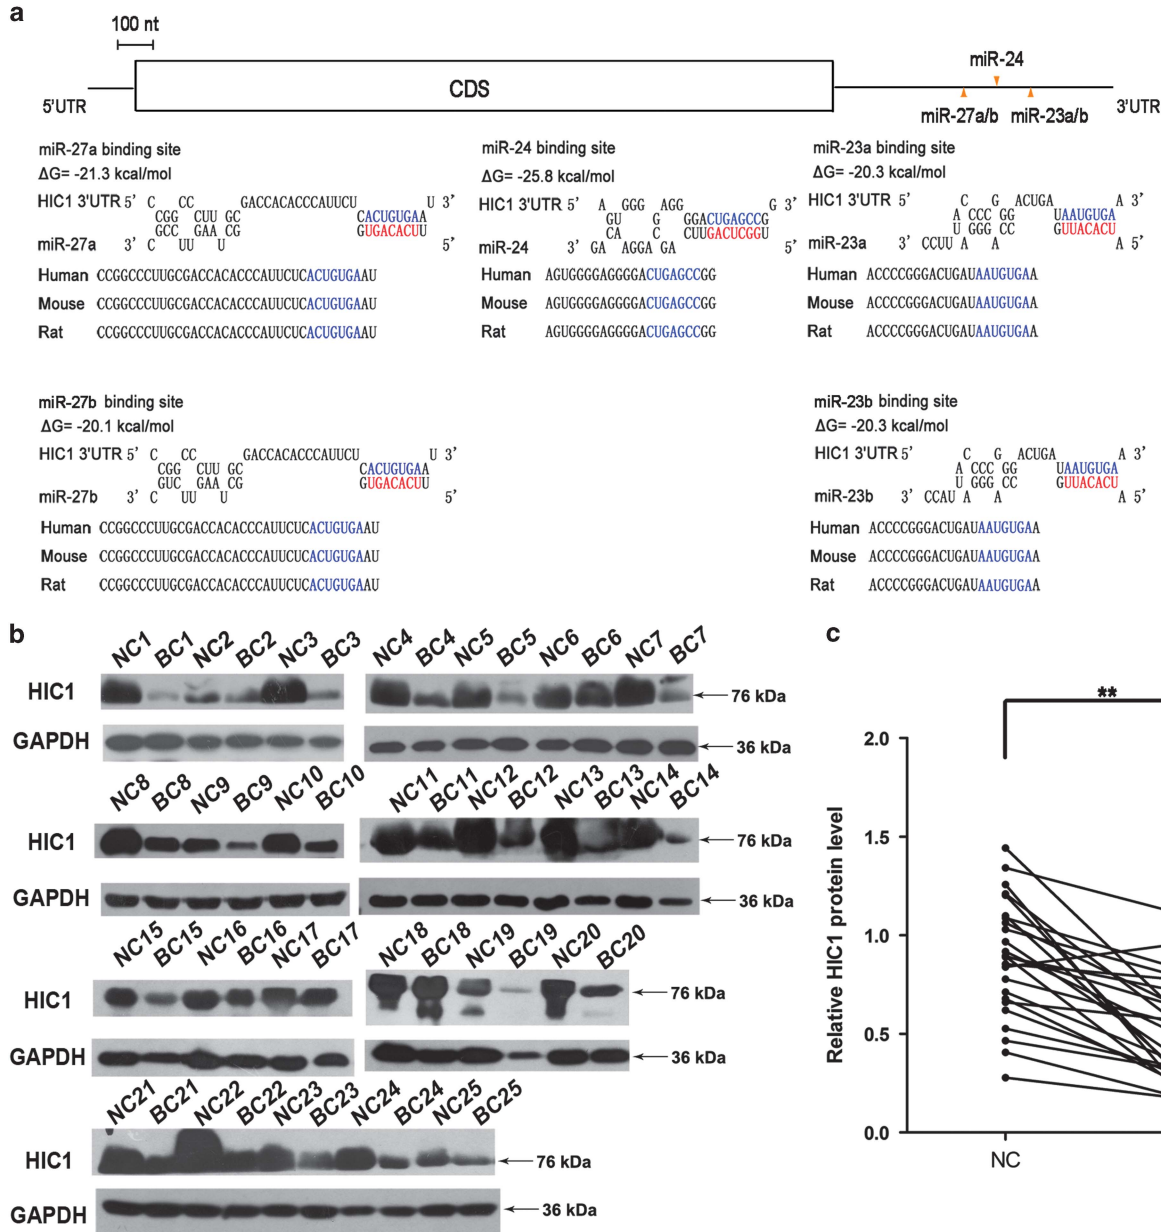 a
100 nt
CDS
miR-24
5'UTR
miR-27a/b
miR-23a/b
3'UTR
miR-27a binding site
ΔG= -21.3 kcal/mol
HIC1 3'UTR 5' C CC GACCACACCCAUUCU U 3'
CGG CUU GC CACUGUGAA
GCC GAA CG GUGACACUU
miR-27a 3' C UU U 5'
Human CCGGCCCUUGCGACCACACCCAUUCUCACUGUGAAU
Mouse CCGGCCCUUGCGACCACACCCAUUCUCACUGUGAAU
Rat CCGGCCCUUGCGACCACACCCAUUCUCACUGUGAAU
miR-24 binding site
ΔG= -25.8 kcal/mol
HIC1 3'UTR 5' A GGG AGG G 3'
GU G GGACUGAGCCG
CA C CUUGACUCGGU
miR-24 3' GA AGGA GA 5'
Human AGUGGGGAGGGGACUGAGCCGG
Mouse AGUGGGGAGGGGACUGAGCCGG
Rat AGUGGGGAGGGGACUGAGCCGG
miR-23a binding site
ΔG= -20.3 kcal/mol
HIC1 3'UTR 5' C G ACUGA A 3'
A CCC GG UAAUGUGA
U GGG CC GUUACACU
miR-23a 3' CCUU A A A 5'
Human ACCCCGGGACUGAUAAUGUGAA
Mouse ACCCCGGGACUGAUAAUGUGAA
Rat ACCCCGGGACUGAUAAUGUGAA
miR-27b binding site
ΔG= -20.1 kcal/mol
HIC1 3'UTR 5' C CC GACCACACCCAUUCU U 3'
CGG CUU GC CACUGUGAA
GUC GAA CG GUGACACUU
miR-27b 3' C UU U 5'
Human CCGGCCCUUGCGACCACACCCAUUCUCACUGUGAAU
Mouse CCGGCCCUUGCGACCACACCCAUUCUCACUGUGAAU
Rat CCGGCCCUUGCGACCACACCCAUUCUCACUGUGAAU
miR-23b binding site
ΔG= -20.3 kcal/mol
HIC1 3'UTR 5' C G ACUGA A 3'
A CCC GG UAAUGUGA
U GGG CC GUUACACU
miR-23b 3' CCAU A A A 5'
Human ACCCCGGGACUGAUAAUGUGAA
Mouse ACCCCGGGACUGAUAAUGUGAA
Rat ACCCCGGGACUGAUAAUGUGAA
b
NC1 BC1 NC2 BC2 NC3 BC3 NC4 BC4 NC5 BC5 NC6 BC6 NC7 BC7
HIC1 76 kDa
GAPDH 36 kDa
NC8 BC8 NC9 BC9 NC10 BC10 NC11 BC11 NC12 BC12 NC13 BC13 NC14 BC14
HIC1 76 kDa
GAPDH 36 kDa
NC15 BC15 NC16 BC16 NC17 BC17 NC18 BC18 NC19 BC19 NC20 BC20
HIC1 76 kDa
GAPDH 36 kDa
NC21 BC21 NC22 BC22 NC23 BC23 NC24 BC24 NC25 BC25
HIC1 76 kDa
GAPDH 36 kDa
c
**
Relative HIC1 protein level
2.0
1.5
1.0
0.5
0.0
NC